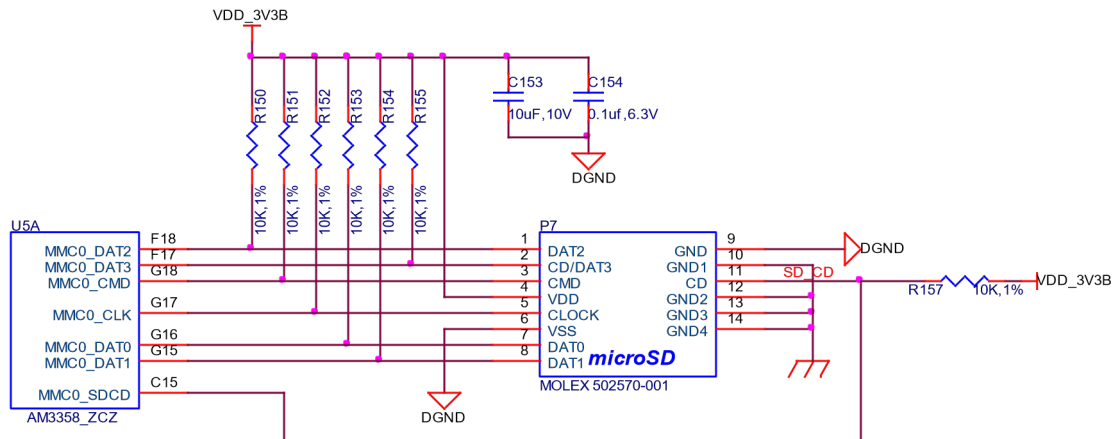 VDD_3V3B
R150
R151
R152
R153
R154
R155
10K,1%
10K,1%
10K,1%
10K,1%
10K,1%
10K,1%
C153
10uF,10V
C154
0.1uf,6.3V
DGND
U5A
MMC0_DAT2 F18
MMC0_DAT3 F17
MMC0_CMD G18
MMC0_CLK G17
MMC0_DAT0 G16
MMC0_DAT1 G15
MMC0_SDCD C15
AM3358_ZCZ
P7
1 DAT2
2 CD/DAT3
3 CMD
4 VDD
5 CLOCK
6 VSS
7 DAT0
8 DAT1
microSD
GND 9
GND1 10
CD 11
GND2 12
GND3 13
GND4 14
MOLEX 502570-001
DGND
DGND
SD_CD
R157
10K,1%
VDD_3V3B